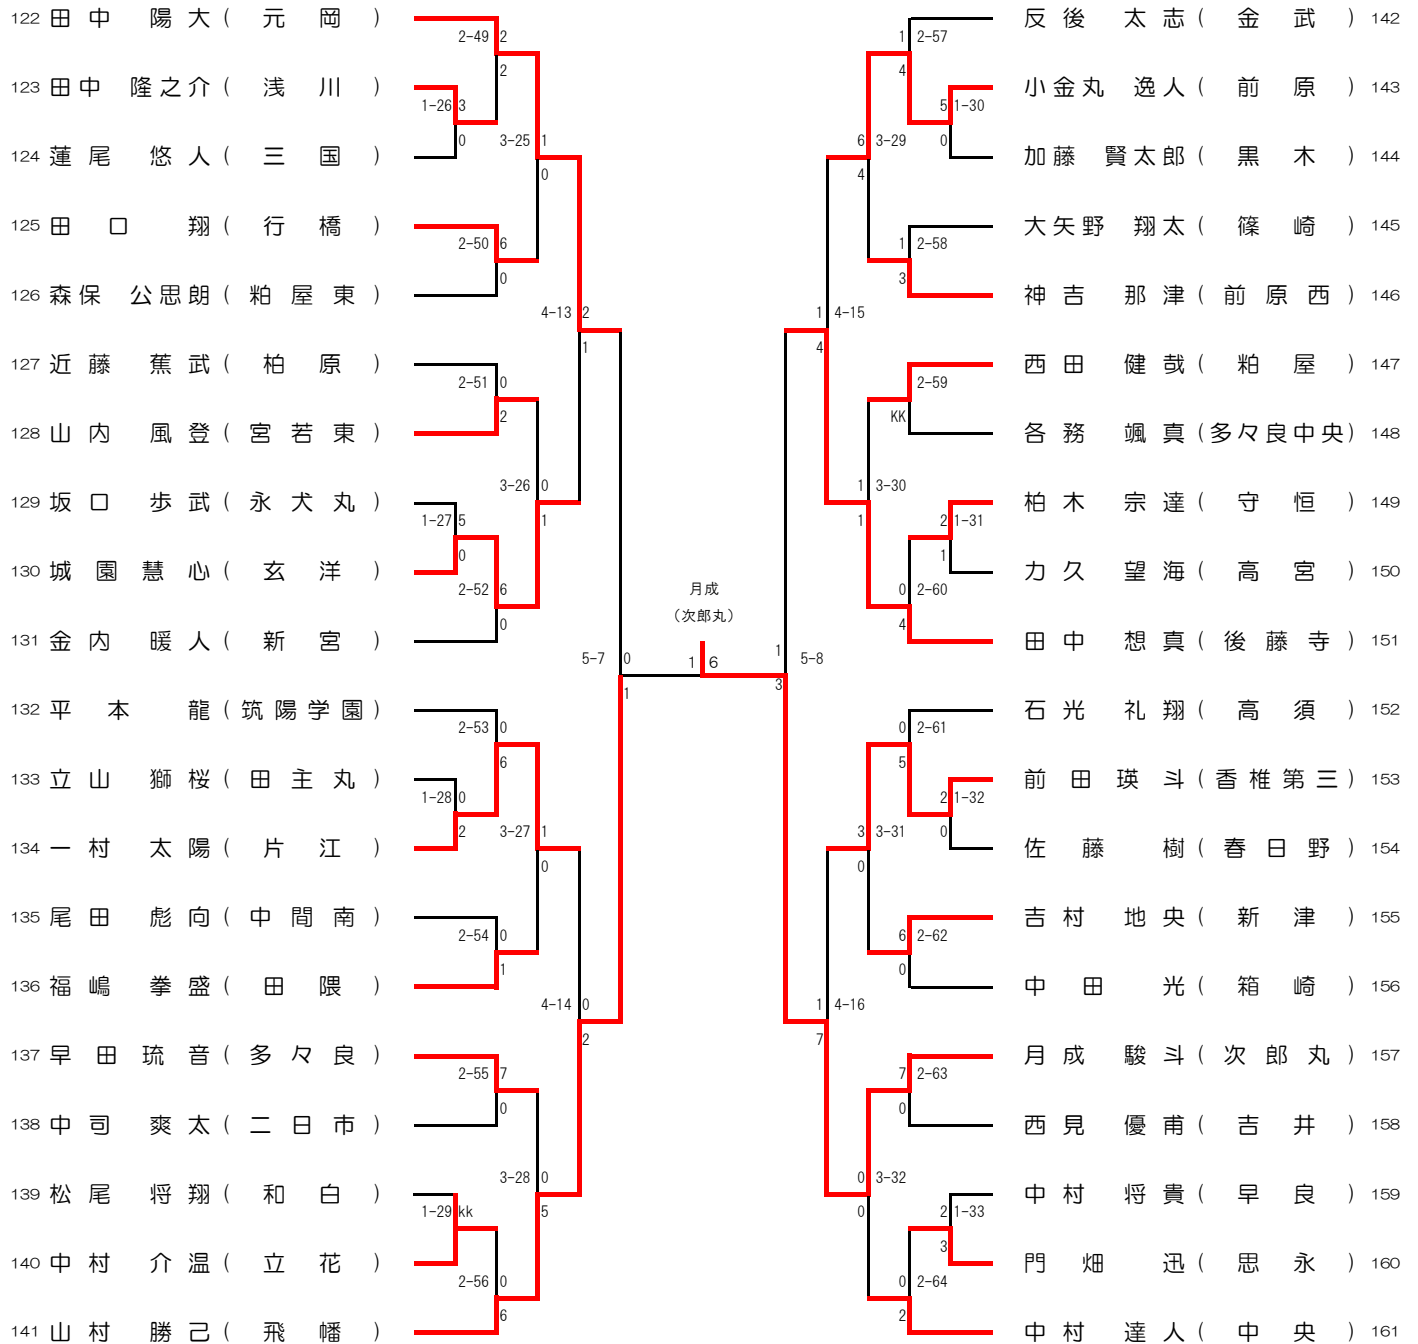 122 田中 陽大 ( 元岡 )
2-49 2
2
123 田中 隆之介 ( 浅川 )
1-26 3
0
124 蓮尾 悠人 ( 三国 )
3-25 1
0
125 田口 翔 ( 行橋 )
2-50 6
0
126 森保 公思朗 ( 粕屋東 )
4-13 2
1
127 近藤 蕉武 ( 柏原 )
2-51 0
2
128 山内 風登 ( 宮若東 )
3-26 0
1
129 坂口 歩武 ( 永犬丸 )
1-27 5
0
130 城園 慧心 ( 玄洋 )
2-52 6
0
131 金内 暖人 ( 新宮 )
5-7 0
1
132 平本 龍 ( 筑陽学園 )
2-53 0
6
133 立山 獅桜 ( 田主丸 )
1-28 0
2
134 一村 太陽 ( 片江 )
3-27 1
0
135 尾田 彪向 ( 中間南 )
2-54 0
1
136 福嶋 拳盛 ( 田隈 )
4-14 0
2
137 早田 琉音 ( 多々良 )
2-55 7
0
138 中司 爽太 ( 二日市 )
3-28 0
5
139 松尾 将翔 ( 和白 )
1-29 kk
140 中村 介温 ( 立花 )
2-56 0
6
141 山村 勝己 ( 飛幡 )
月成
(次郎丸)
1 6
反後 太志 ( 金武 ) 142
1 2-57
4
小金丸 逸人 ( 前原 ) 143
5 1-30
0
加藤 賢太郎 ( 黒木 ) 144
6 3-29
4
大矢野 翔太 ( 篠崎 ) 145
1 2-58
3
神吉 那津 ( 前原西 ) 146
1 4-15
4
西田 健哉 ( 粕屋 ) 147
2-59
KK
各務 颯真 (多々良中央) 148
1 3-30
1
柏木 宗達 ( 守恒 ) 149
2 1-31
1
力久 望海 ( 高宮 ) 150
0 2-60
4
田中 想真 ( 後藤寺 ) 151
1 5-8
3
石光 礼翔 ( 高須 ) 152
0 2-61
5
前田 瑛斗 ( 香椎第三 ) 153
2 1-32
0
佐藤 樹 ( 春日野 ) 154
3 3-31
0
吉村 地央 ( 新津 ) 155
6 2-62
0
中田 光 ( 箱崎 ) 156
1 4-16
7
月成 駿斗 ( 次郎丸 ) 157
7 2-63
0
西見 優甫 ( 吉井 ) 158
0 3-32
0
中村 将貴 ( 早良 ) 159
2 1-33
3
門畑 迅 ( 思永 ) 160
0 2-64
2
中村 達人 ( 中央 ) 161